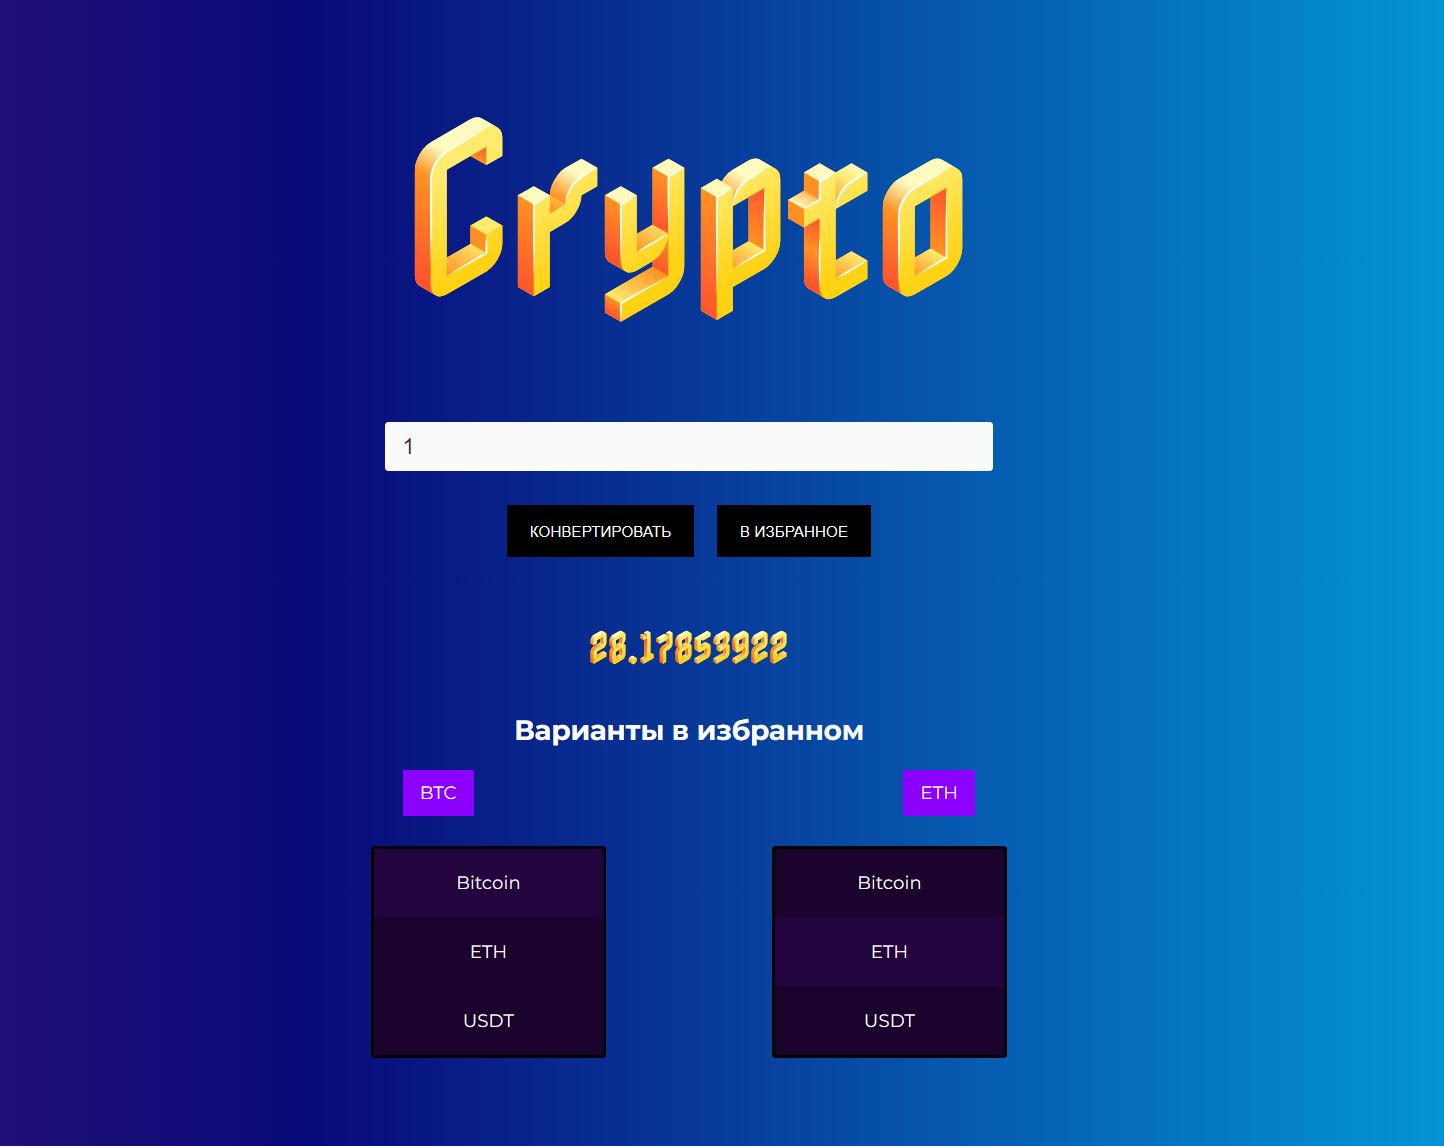 Crypto
1
КОНВЕРТИРОВАТЬ В ИЗБРАННОЕ
28.17853922
Варианты в избранном
BTC ETH
Bitcoin Bitcoin
ETH ETH
USDT USDT